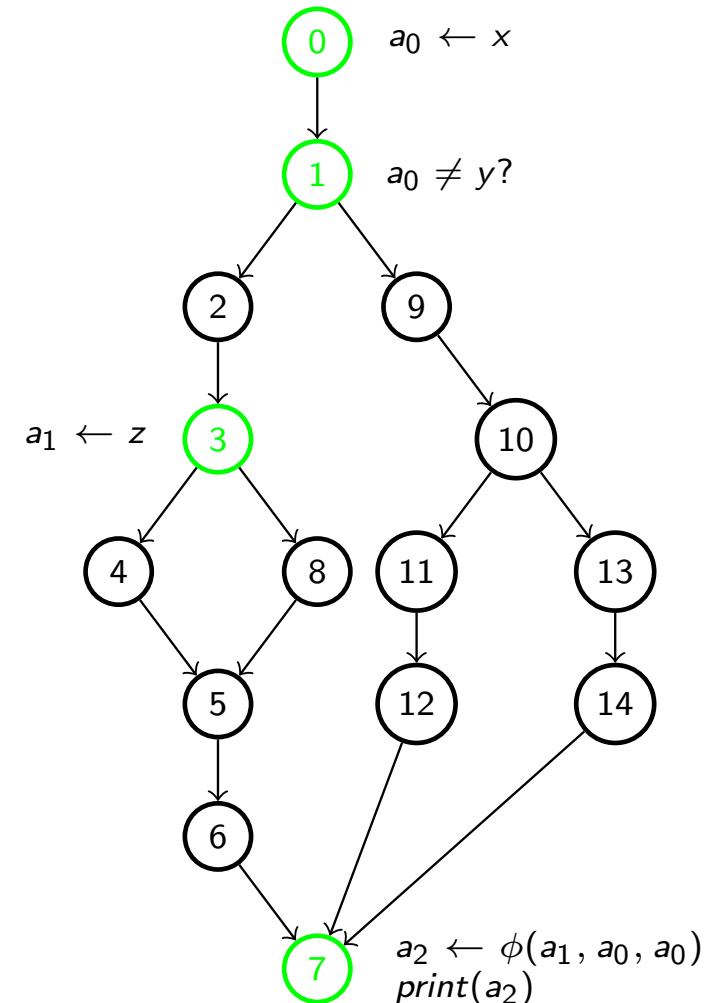 0 a₀ ← x
1 a₀ ≠ y?
2 9
a₁ ← z 3 10
4 8 11 13
5 12 14
6
7 a₂ ← ϕ(a₁, a₀, a₀)
print(a₂)